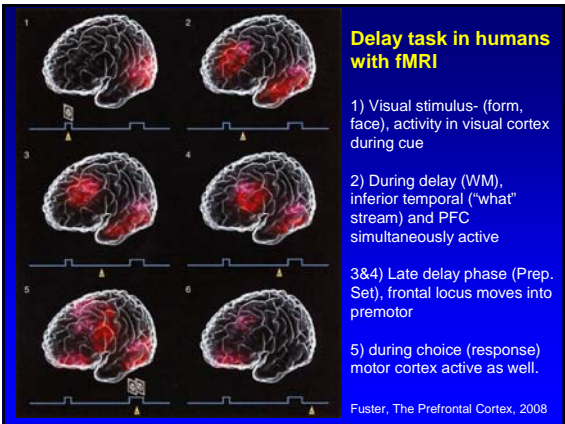 1
2
3
4
5
6
Delay task in humans
with fMRI
1) Visual stimulus- (form,
face), activity in visual cortex
during cue
2) During delay (WM),
inferior temporal (“what”
stream) and PFC
simultaneously active
3&4) Late delay phase (Prep.
Set), frontal locus moves into
premotor
5) during choice (response)
motor cortex active as well.
Fuster, The Prefrontal Cortex, 2008